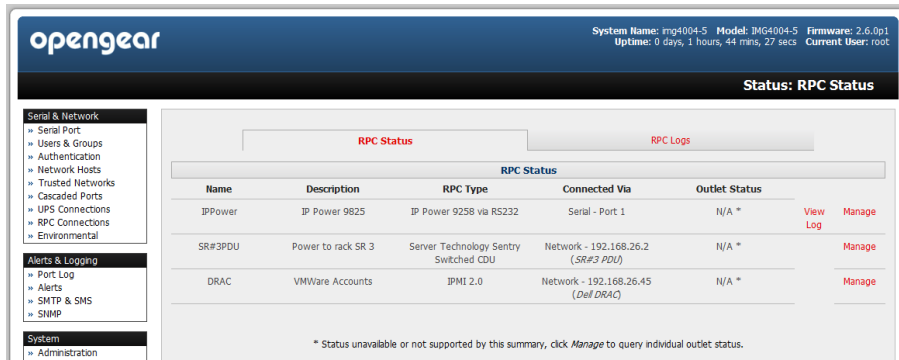 opengear
System Name: img4004-5 Model: IMG4004-5 Firmware: 2.6.0p1
Uptime: 0 days, 1 hours, 44 mins, 27 secs Current User: root
Status: RPC Status
Serial & Network
» Serial Port
» Users & Groups
» Authentication
» Network Hosts
» Trusted Networks
» Cascaded Ports
» UPS Connections
» RPC Connections
» Environmental
Alerts & Logging
» Port Log
» Alerts
» SMTP & SMS
» SNMP
System
» Administration
RPC Status RPC Logs
RPC Status
Name Description RPC Type Connected Via Outlet Status
IPPower IP Power 9825 IP Power 9258 via RS232 Serial - Port 1 N/A * View Manage
Log
SR#3PDU Power to rack SR 3 Server Technology Sentry Network - 192.168.26.2 N/A * Manage
Switched CDU (SR#3 PDU)
DRAC VMWare Accounts IPMI 2.0 Network - 192.168.26.45 N/A * Manage
(Dell DRAC)
* Status unavailable or not supported by this summary, click Manage to query individual outlet status.